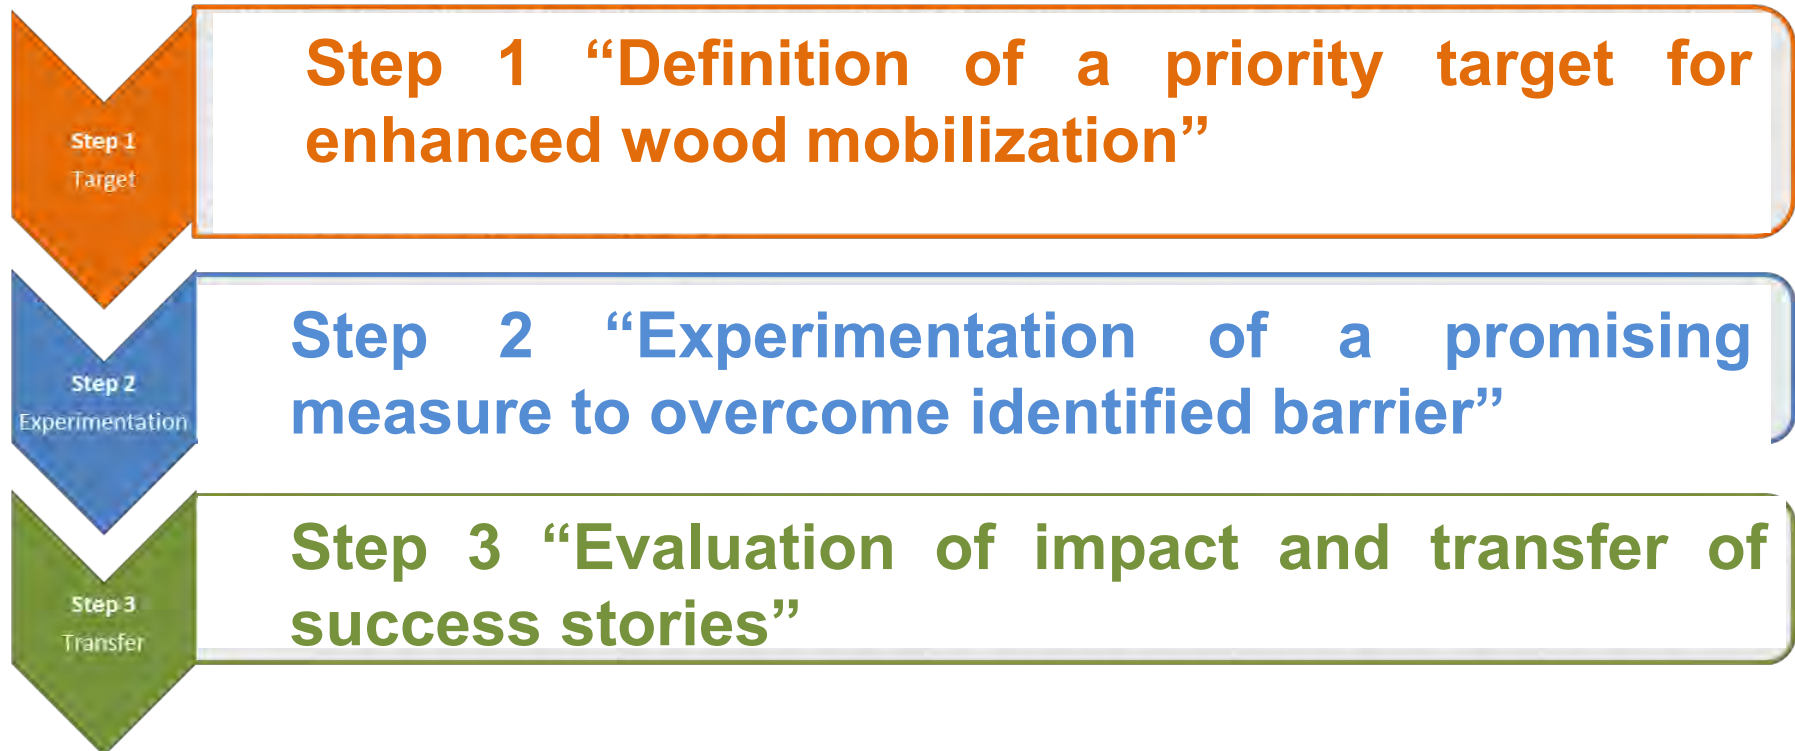 Step 1
Target
Step 1 “Definition of a priority target for
enhanced wood mobilization”
Step 2
Experimentation
Step 2 “Experimentation of a promising
measure to overcome identified barrier”
Step 3
Transfer
Step 3 “Evaluation of impact and transfer of
success stories”